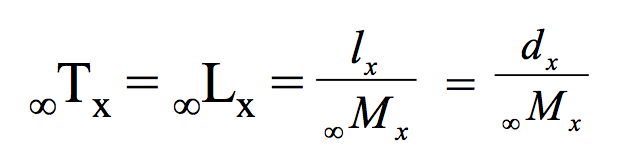 ∞Tx = ∞Lx = lx / ∞Mx = dx / ∞Mx